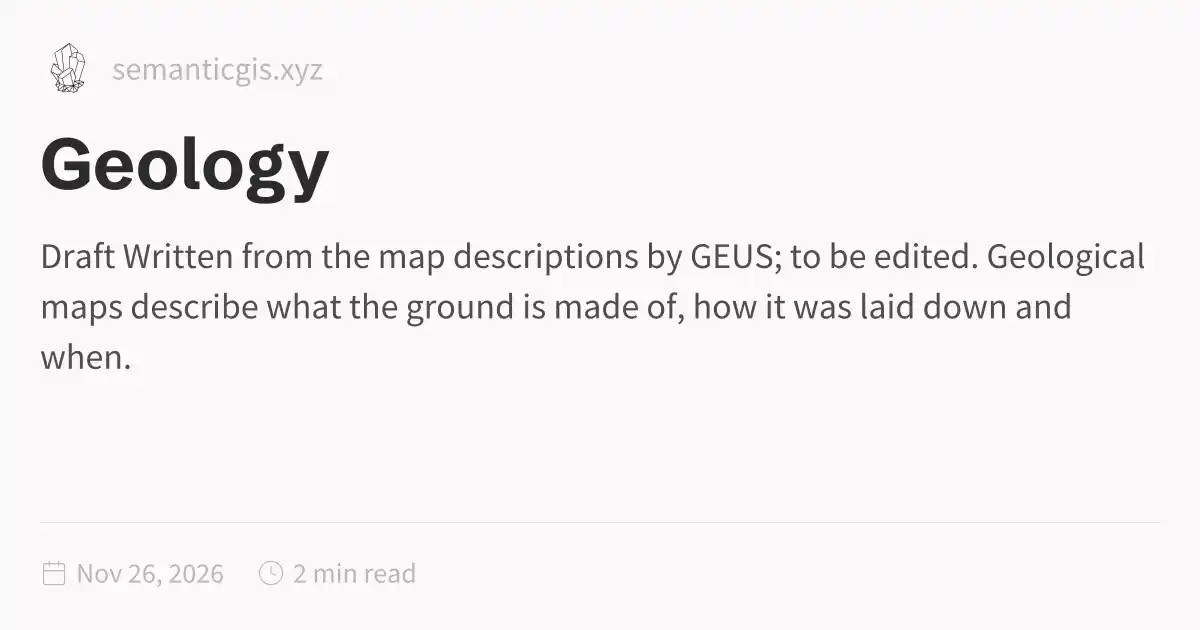 semanticgis.xyz
Geology
Draft Written from the map descriptions by GEUS; to be edited. Geological
maps describe what the ground is made of, how it was laid down and
when.
Nov 26, 2026
2 min read